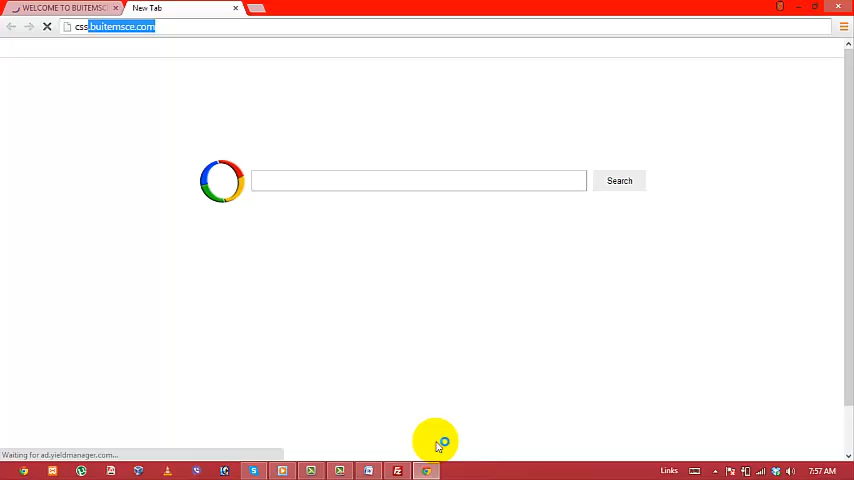 WELCOME TO BUITEMSC
New Tab
css.buitemsce.com
Search
Waiting for ad.yieldmanager.com...
Links
7:57 AM